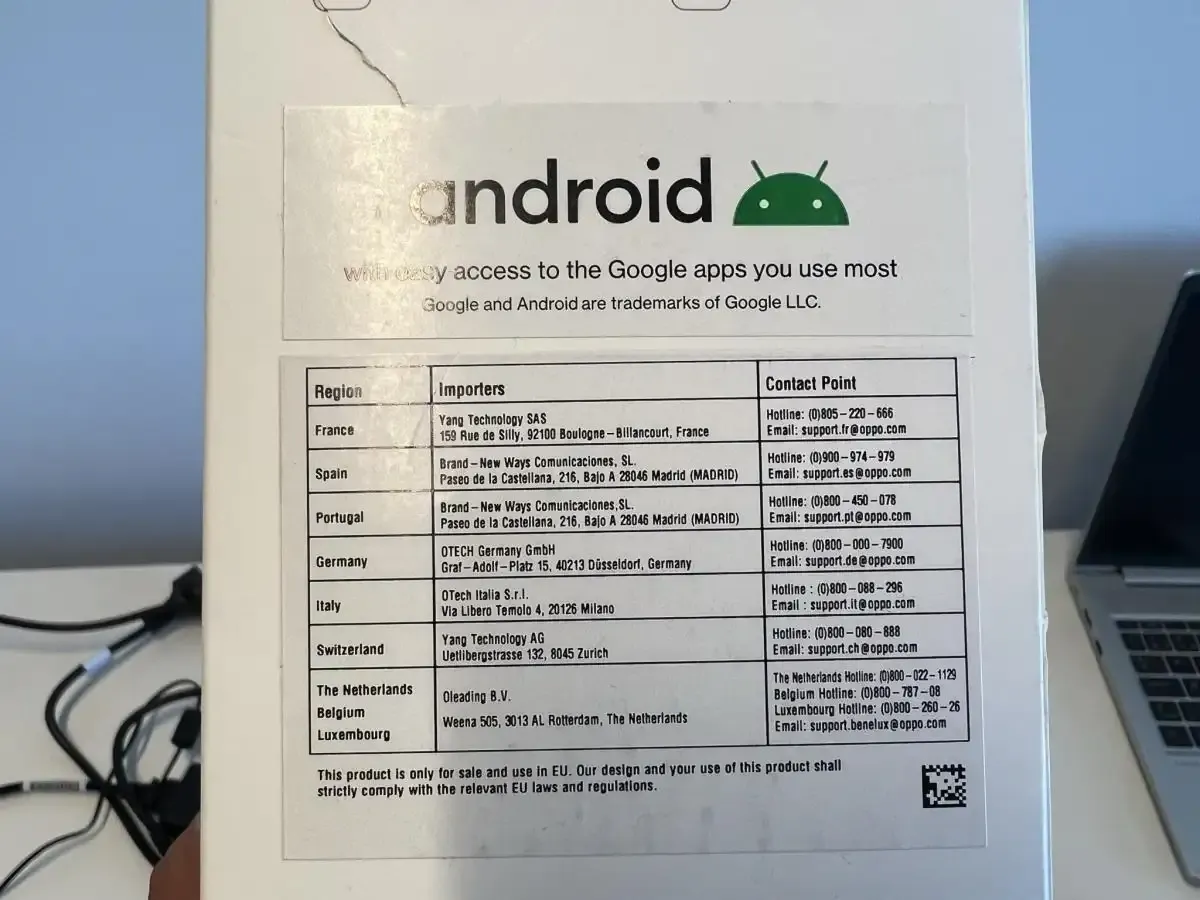 android
with easy access to the Google apps you use most
Google and Android are trademarks of Google LLC.
Region Importers Contact Point
France
Yang Technology SAS
159 Rue de Silly, 92100 Boulogne-Billancourt, France
Hotline: (0)805-220-666
Email: support.fr@oppo.com
Spain
Brand-New Ways Comunicaciones, SL.
Paseo de la Castellana, 216, Bajo A 28046 Madrid (MADRID)
Hotline: (0)900-974-979
Email: support.es@oppo.com
Portugal
Brand-New Ways Comunicaciones,SL.
Paseo de la Castellana, 216, Bajo A 28046 Madrid (MADRID)
Hotline: (0)800-450-078
Email: support.pt@oppo.com
Germany
OTECH Germany GmbH
Graf-Adolf-Platz 15, 40213 Düsseldorf, Germany
Hotline: (0)800-000-7900
Email: support.de@oppo.com
Italy
OTech Italia S.r.l.
Via Libero Temolo 4, 20126 Milano
Hotline : (0)800-088-296
Email : support.it@oppo.com
Switzerland
Yang Technology AG
Uetlibergstrasse 132, 8045 Zurich
Hotline: (0)800-080-888
Email: support.ch@oppo.com
The Netherlands
Belgium
Luxembourg
Oleading B.V.
Weena 505, 3013 AL Rotterdam, The Netherlands
The Netherlands Hotline: (0)800-022-1129
Belgium Hotline: (0)800-787-08
Luxembourg Hotline: (0)800-260-26
Email: support.benelux@oppo.com
This product is only for sale and use in EU. Our design and your use of this product shall
strictly comply with the relevant EU laws and regulations.